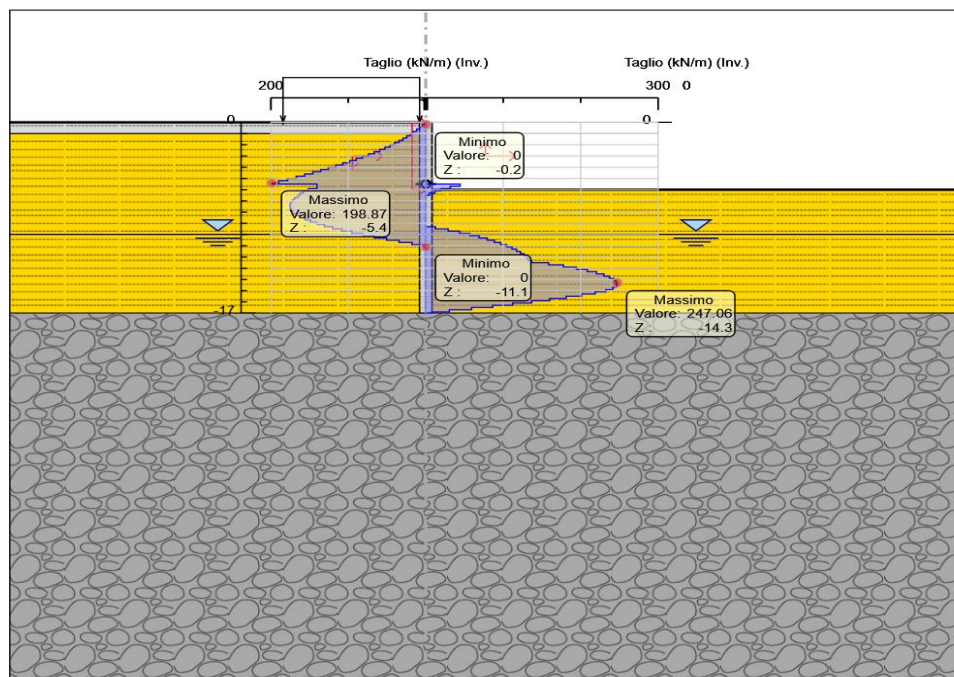 Taglio (kN/m) (Inv.)
Taglio (kN/m) (Inv.)
200
300
0
0
0
Minimo
Valore: 0
Z : -0.2
Massimo
Valore: 198.87
Z : -5.4
Minimo
Valore: 0
Z : -11.1
Massimo
Valore: 247.06
Z : -14.3
-17